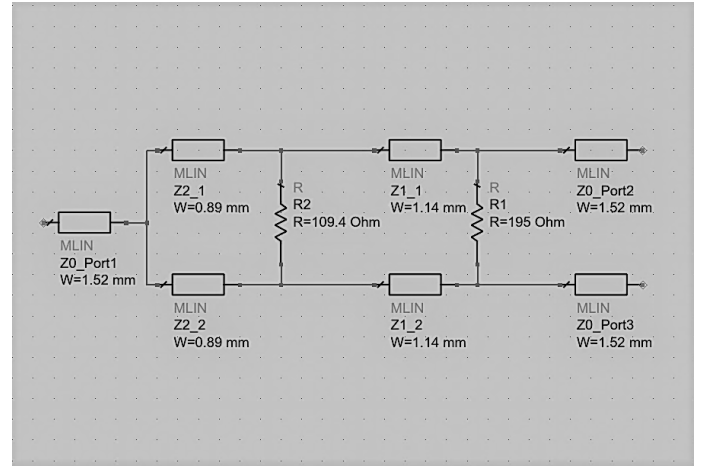 MLIN
Z2_1
W=0.89 mm
R
R2
R=109.4 Ohm
MLIN
Z1_1
W=1.14 mm
R
R1
R=195 Ohm
MLIN
Z0_Port2
W=1.52 mm
MLIN
Z0_Port1
W=1.52 mm
MLIN
Z2_2
W=0.89 mm
MLIN
Z1_2
W=1.14 mm
MLIN
Z0_Port3
W=1.52 mm